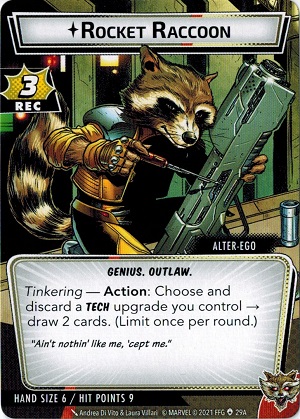 ROCKET RACCOON
3
REC
ALTER-EGO
GENIUS. OUTLAW.
Tinkering — Action: Choose and
discard a TECH upgrade you control →
draw 2 cards. (Limit once per round.)
"Ain't nothin' like me, 'cept me."
HAND SIZE 6 / HIT POINTS 9
Andrea Di Vito & Laura Villari © MARVEL © 2021 FFG 29A